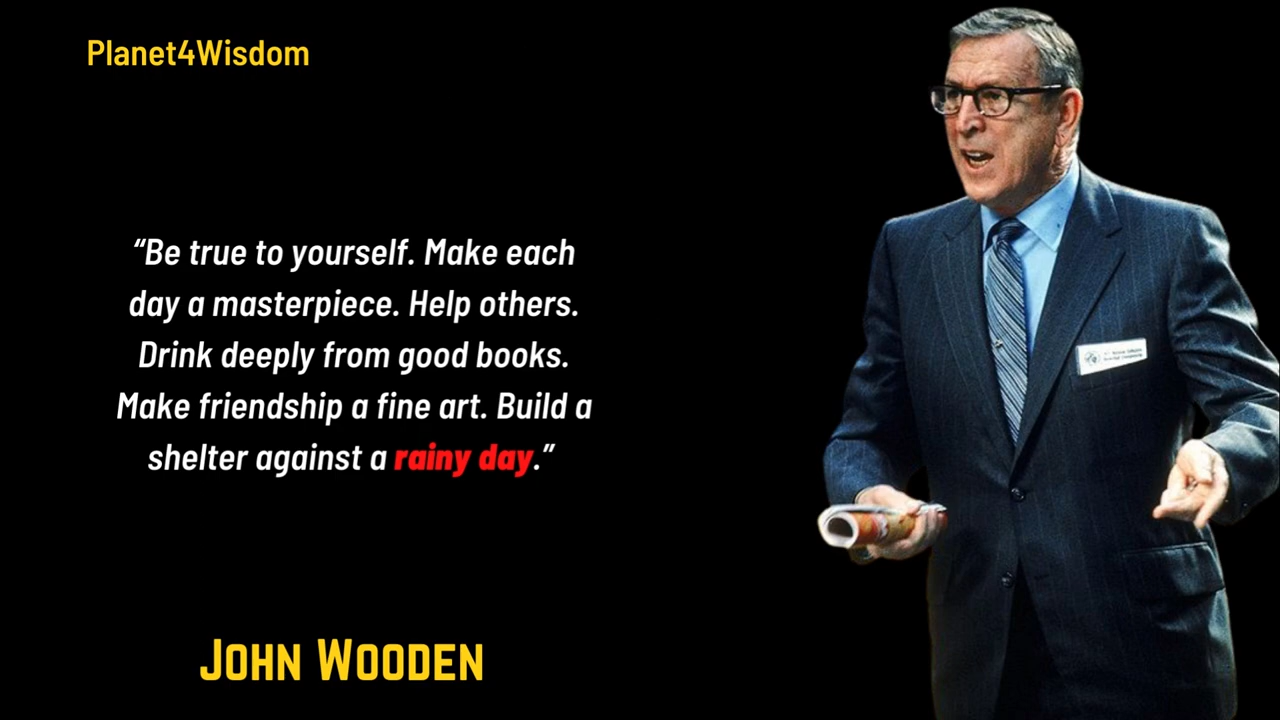 Planet4Wisdom
“Be true to yourself. Make each
day a masterpiece. Help others.
Drink deeply from good books.
Make friendship a fine art. Build a
shelter against a rainy day.”
John Wooden